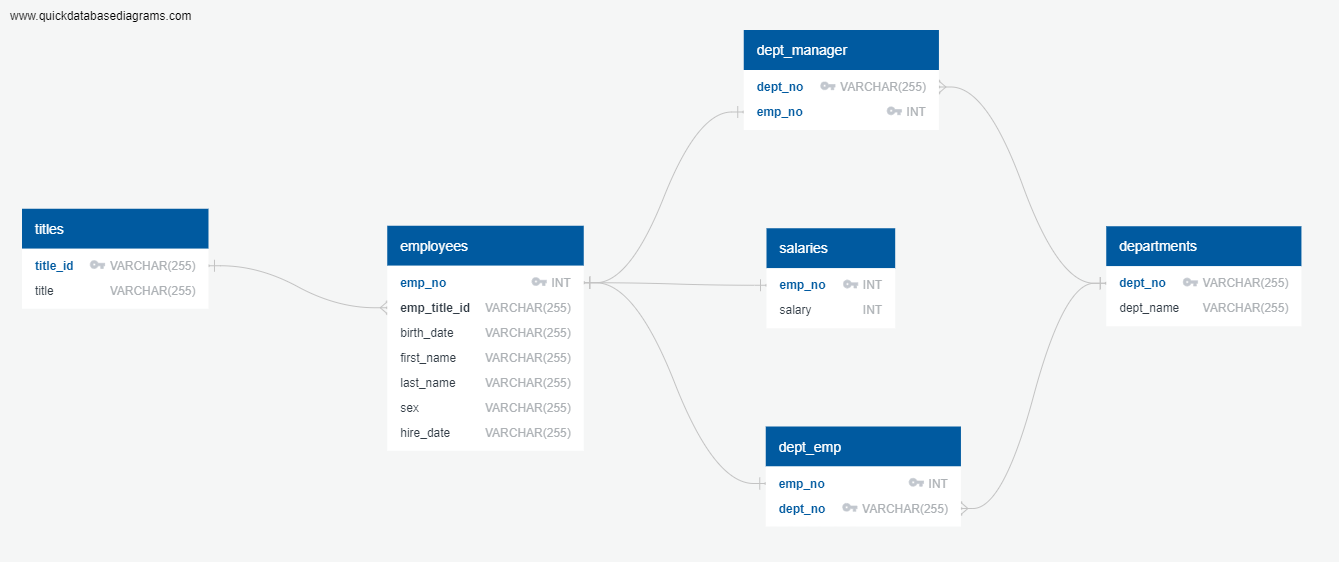 www.quickdatabasediagrams.com
dept_manager
dept_no VARCHAR(255)
emp_no INT
titles
title_id VARCHAR(255)
title VARCHAR(255)
employees
emp_no INT
emp_title_id VARCHAR(255)
birth_date VARCHAR(255)
first_name VARCHAR(255)
last_name VARCHAR(255)
sex VARCHAR(255)
hire_date VARCHAR(255)
salaries
emp_no INT
salary INT
departments
dept_no VARCHAR(255)
dept_name VARCHAR(255)
dept_emp
emp_no INT
dept_no VARCHAR(255)